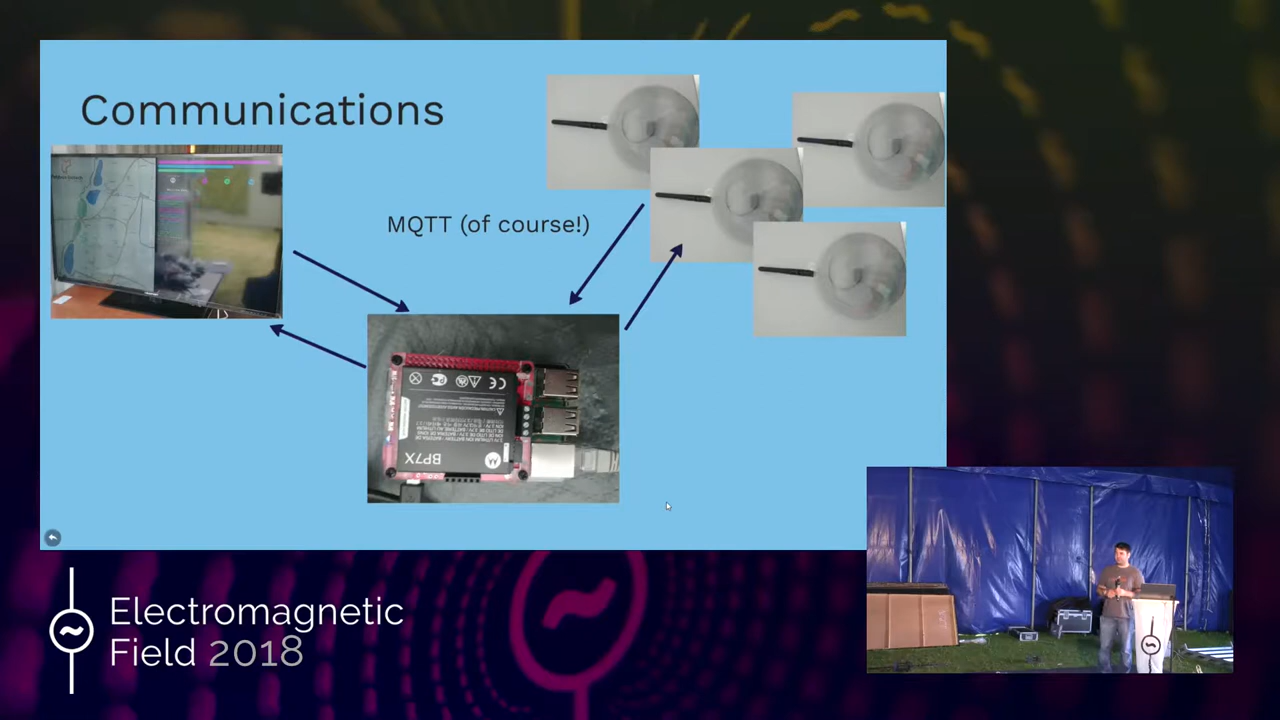 Communications
MQTT (of course!)
BP7X
Electromagnetic
Field 2018